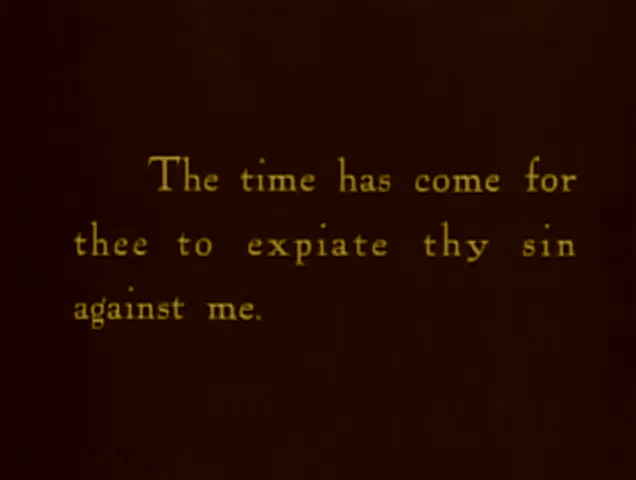 The time has come for
thee to expiate thy sin
against me.